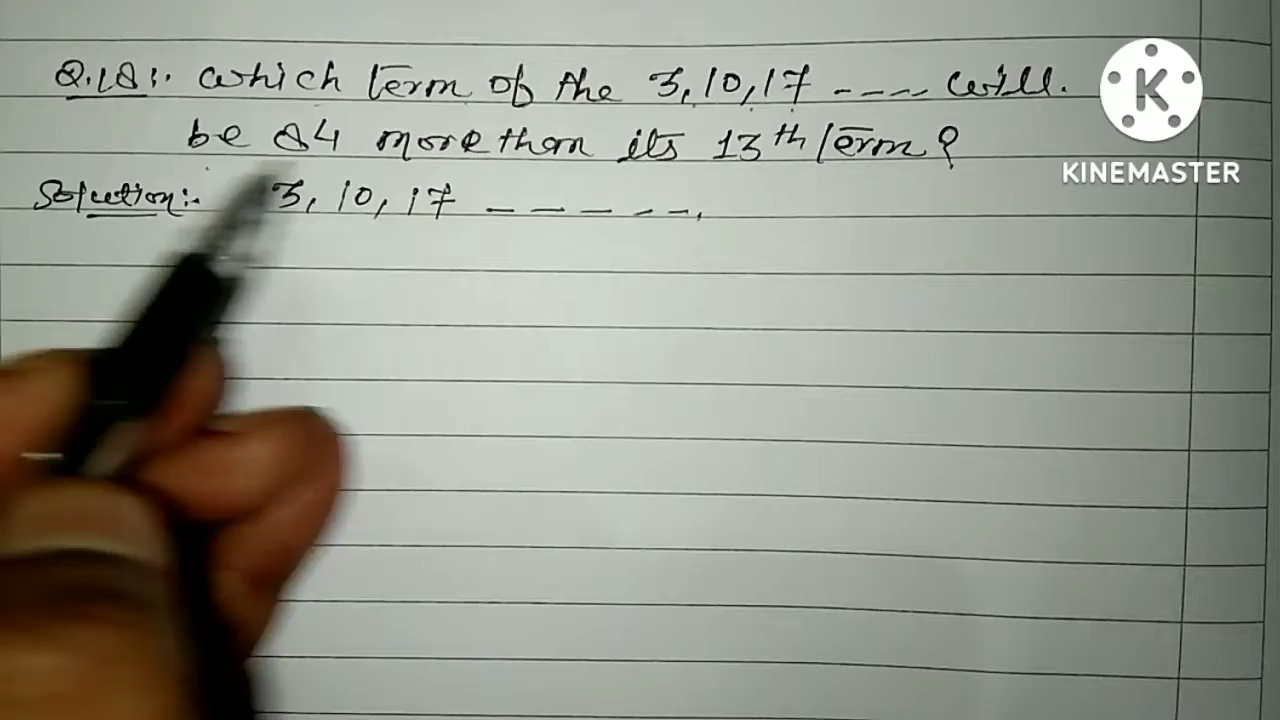 Q.18:. Which term of the 3, 10, 17 ---- will.
be 84 more than its 13th term?
Solution:. 3, 10, 17 -----,
K
KINEMASTER